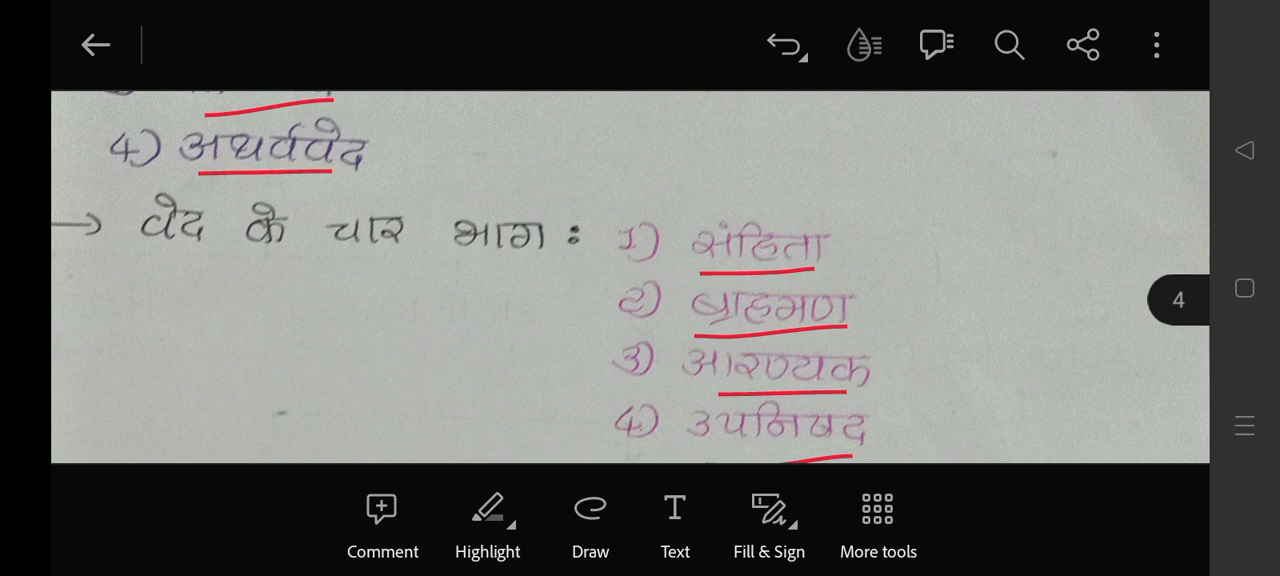 4) अथर्ववेद
→ वेद के चार भाग : 1) संहिता
2) ब्राहमण
3) आरण्यक
4) उपनिषद
4
Comment Highlight Draw Text Fill & Sign More tools